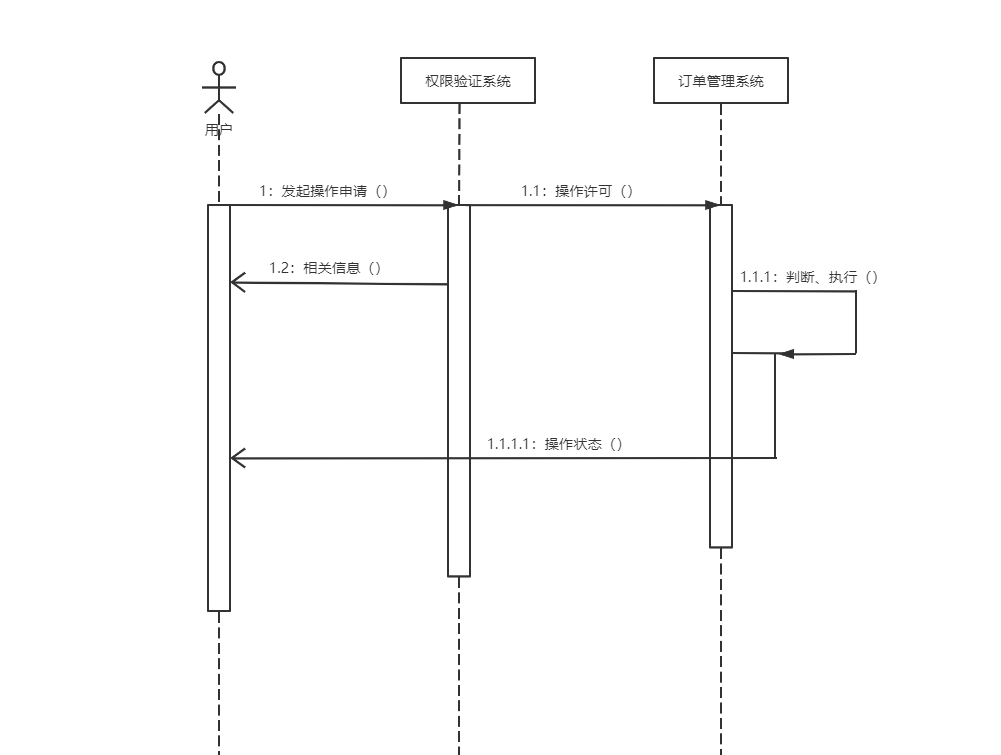 用户
权限验证系统
订单管理系统
1：发起操作申请（）
1.1：操作许可（）
1.2：相关信息（）
1.1.1：判断、执行（）
1.1.1.1：操作状态（）